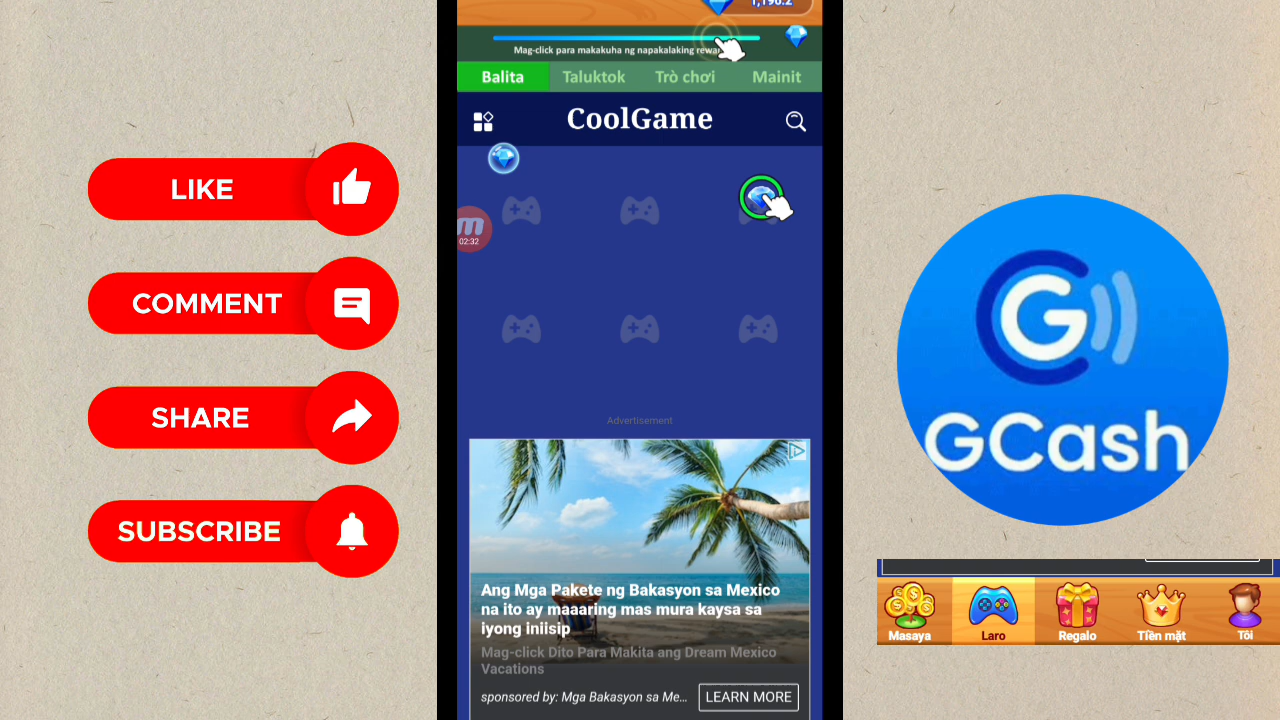 LIKE
COMMENT
SHARE
SUBSCRIBE
1,196.2
Mag-click para makakuha ng napakalaking
Balita
Taluktok
Trò chơi
Mainit
CoolGame
02:32
Advertisement
Ang Mga Pakete ng Bakasyon sa Mexico
na ito ay maaaring mas mura kaysa sa
iyong iniisip
Mag-click Dito Para Makita ang Dream Mexico
Vacations
sponsored by: Mga Bakasyon sa Me...
LEARN MORE
G
GCash
Masaya
Laro
Regalo
Tiền mặt
Tôi